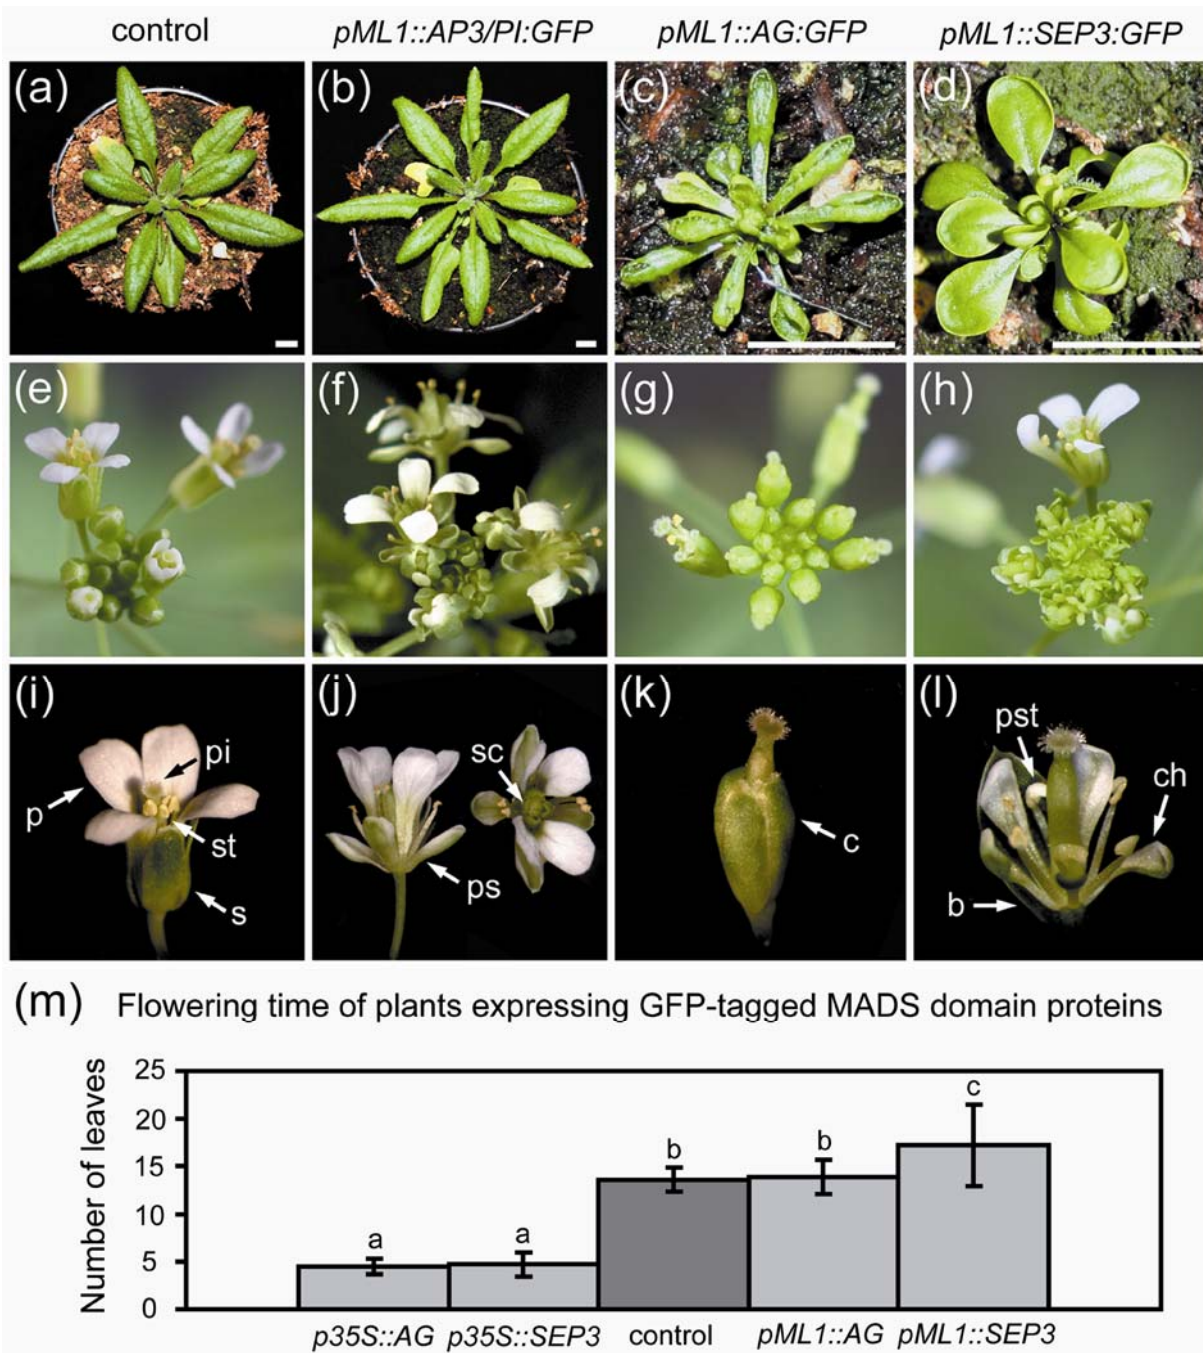 control pML1::AP3/PI:GFP pML1::AG:GFP pML1::SEP3:GFP
(a) (b) (c) (d)
(e) (f) (g) (h)
(i) (j) (k) (l)
pi
p
st
s
sc
ps
c
pst
ch
b
(m) Flowering time of plants expressing GFP-tagged MADS domain proteins
Number of leaves
25
20
15
10
5
0
a
a
b
b
c
p35S::AG p35S::SEP3 control pML1::AG pML1::SEP3